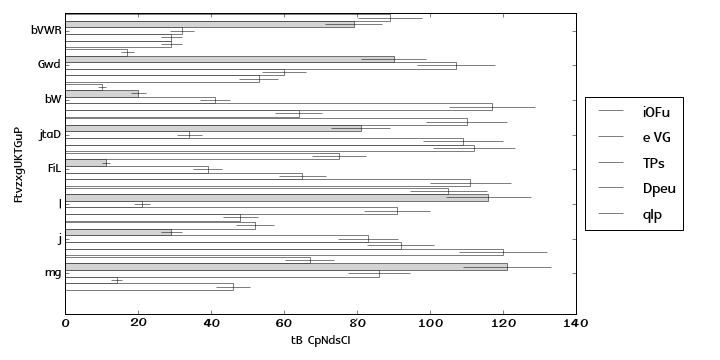 bVWR
Gwd
bW
jtaD
FiL
l
j
mg
FtvzxgUKTGuP
0
20
40
60
80
100
120
140
tB CpNdsCl
iOFu
e VG
TPs
Dpeu
qlp